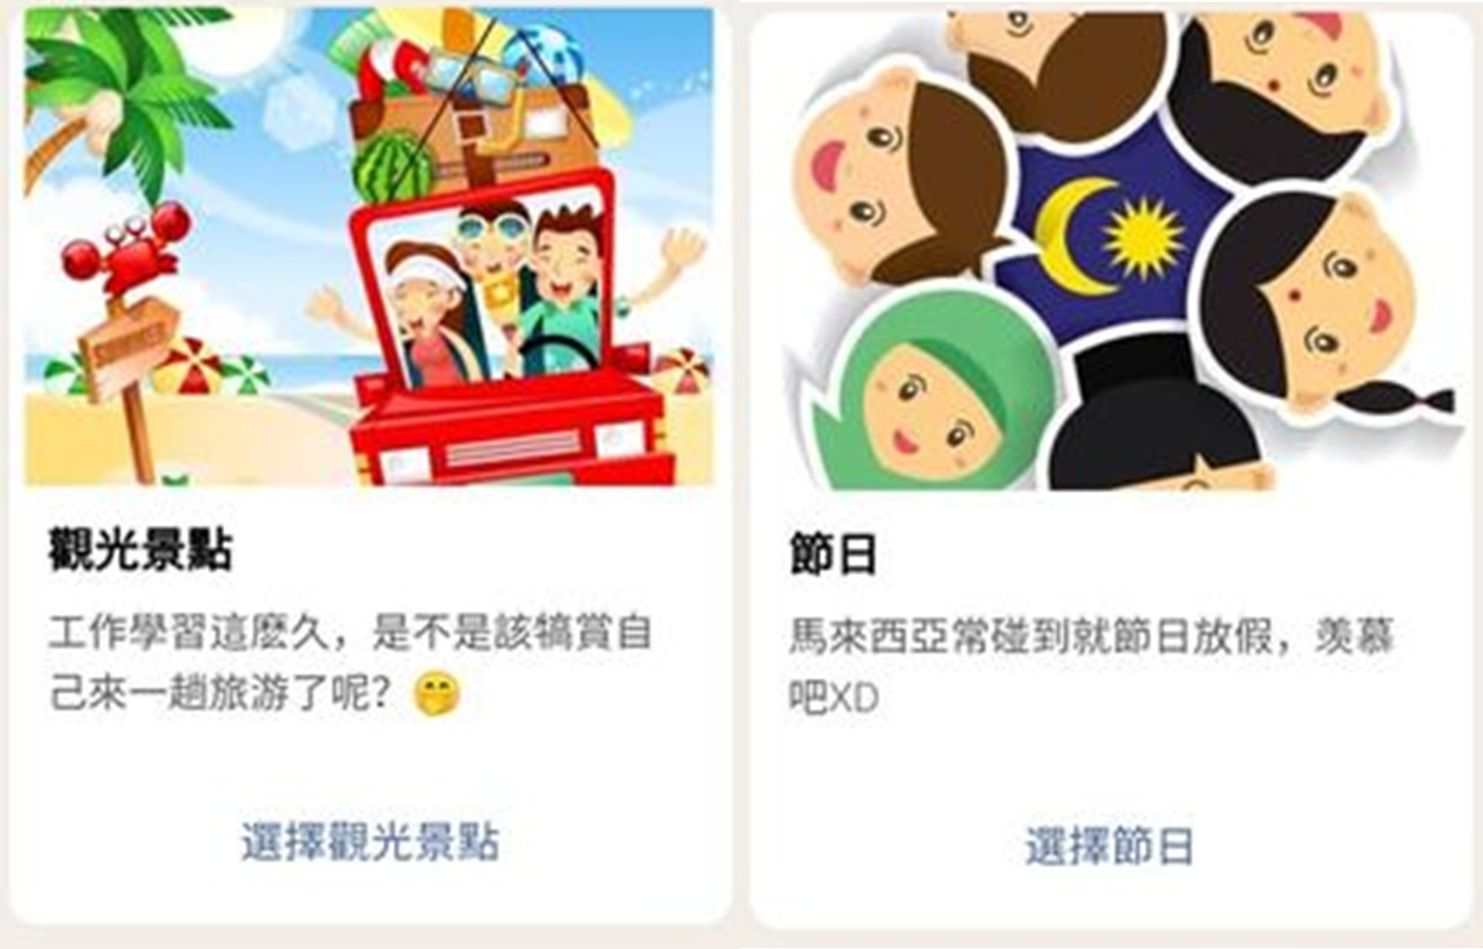 觀光景點
工作學習這麼久，是不是該犒賞自
己來一趟旅游了呢？🤭
選擇觀光景點
節日
馬來西亞常碰到就節日放假，羡慕
吧XD
選擇節日